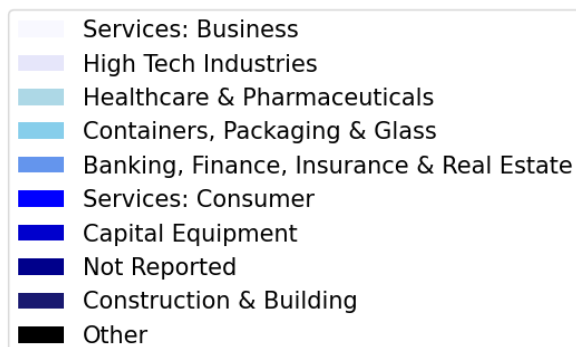 Services: Business
High Tech Industries
Healthcare & Pharmaceuticals
Containers, Packaging & Glass
Banking, Finance, Insurance & Real Estate
Services: Consumer
Capital Equipment
Not Reported
Construction & Building
Other